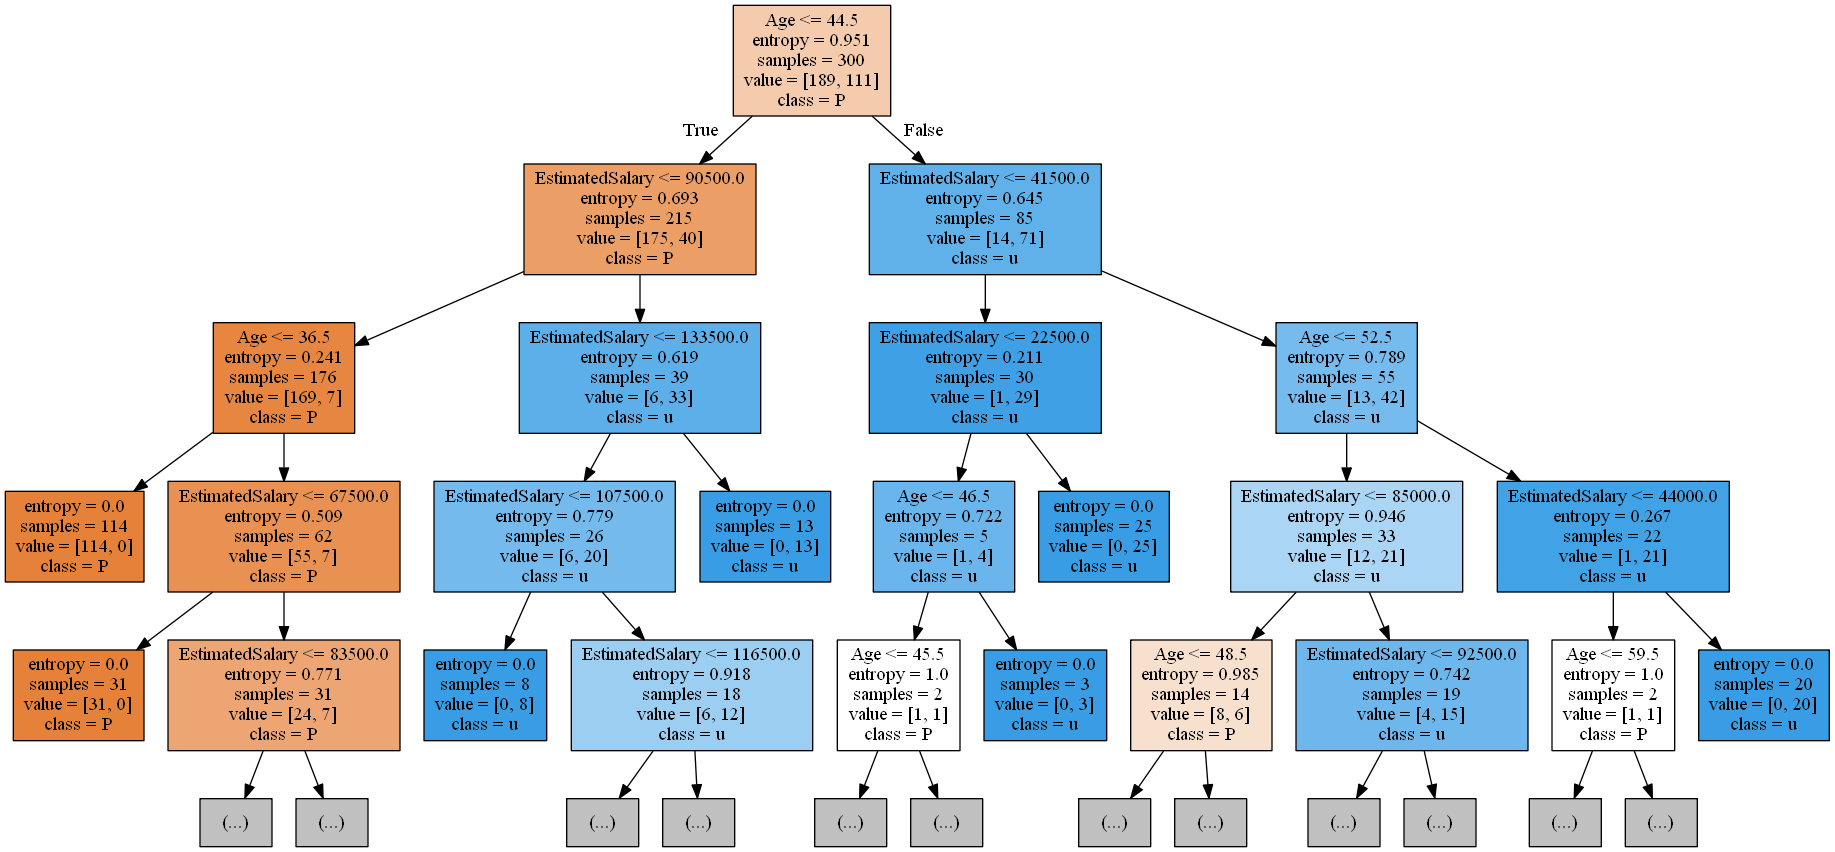 Age <= 44.5
entropy = 0.951
samples = 300
value = [189, 111]
class = P
True
False
EstimatedSalary <= 90500.0
entropy = 0.693
samples = 215
value = [175, 40]
class = P
EstimatedSalary <= 41500.0
entropy = 0.645
samples = 85
value = [14, 71]
class = u
Age <= 36.5
entropy = 0.241
samples = 176
value = [169, 7]
class = P
EstimatedSalary <= 133500.0
entropy = 0.619
samples = 39
value = [6, 33]
class = u
EstimatedSalary <= 22500.0
entropy = 0.211
samples = 30
value = [1, 29]
class = u
Age <= 52.5
entropy = 0.789
samples = 55
value = [13, 42]
class = u
entropy = 0.0
samples = 114
value = [114, 0]
class = P
EstimatedSalary <= 67500.0
entropy = 0.509
samples = 62
value = [55, 7]
class = P
EstimatedSalary <= 107500.0
entropy = 0.779
samples = 26
value = [6, 20]
class = u
entropy = 0.0
samples = 13
value = [0, 13]
class = u
Age <= 46.5
entropy = 0.722
samples = 5
value = [1, 4]
class = u
entropy = 0.0
samples = 25
value = [0, 25]
class = u
EstimatedSalary <= 85000.0
entropy = 0.946
samples = 33
value = [12, 21]
class = u
EstimatedSalary <= 44000.0
entropy = 0.267
samples = 22
value = [1, 21]
class = u
entropy = 0.0
samples = 31
value = [31, 0]
class = P
EstimatedSalary <= 83500.0
entropy = 0.771
samples = 31
value = [24, 7]
class = P
entropy = 0.0
samples = 8
value = [0, 8]
class = u
EstimatedSalary <= 116500.0
entropy = 0.918
samples = 18
value = [6, 12]
class = u
Age <= 45.5
entropy = 1.0
samples = 2
value = [1, 1]
class = P
entropy = 0.0
samples = 3
value = [0, 3]
class = u
Age <= 48.5
entropy = 0.985
samples = 14
value = [8, 6]
class = P
EstimatedSalary <= 92500.0
entropy = 0.742
samples = 19
value = [4, 15]
class = u
Age <= 59.5
entropy = 1.0
samples = 2
value = [1, 1]
class = P
entropy = 0.0
samples = 20
value = [0, 20]
class = u
(...)
(...)
(...)
(...)
(...)
(...)
(...)
(...)
(...)
(...)
(...)
(...)